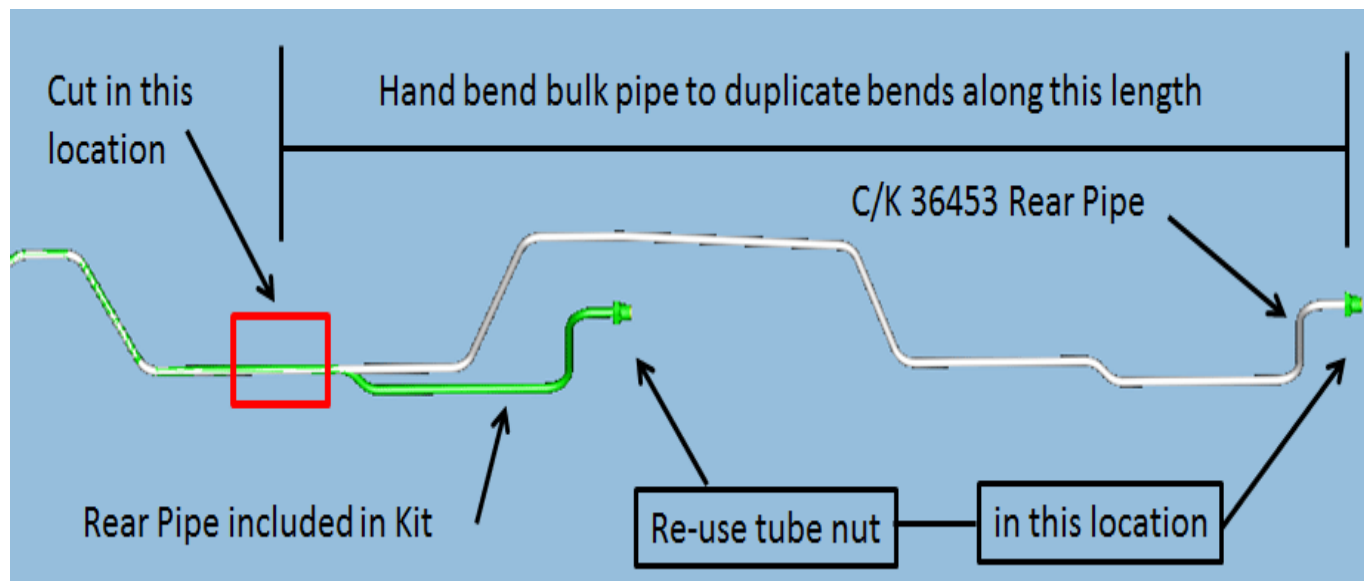 Cut in this
location
Hand bend bulk pipe to duplicate bends along this length
C/K 36453 Rear Pipe
Rear Pipe included in Kit
Re-use tube nut
in this location